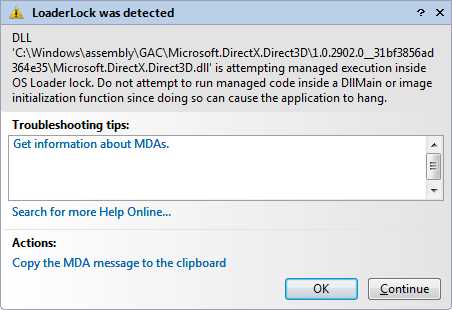 LoaderLock was detected
DLL
'C:\Windows\assembly\GAC\Microsoft.DirectX.Direct3D\1.0.2902.0__31bf3856ad
364e35\Microsoft.DirectX.Direct3D.dll' is attempting managed execution inside
OS Loader lock. Do not attempt to run managed code inside a DllMain or image
initialization function since doing so can cause the application to hang.
Troubleshooting tips:
Get information about MDAs.
Search for more Help Online...
Actions:
Copy the MDA message to the clipboard
OK
Continue